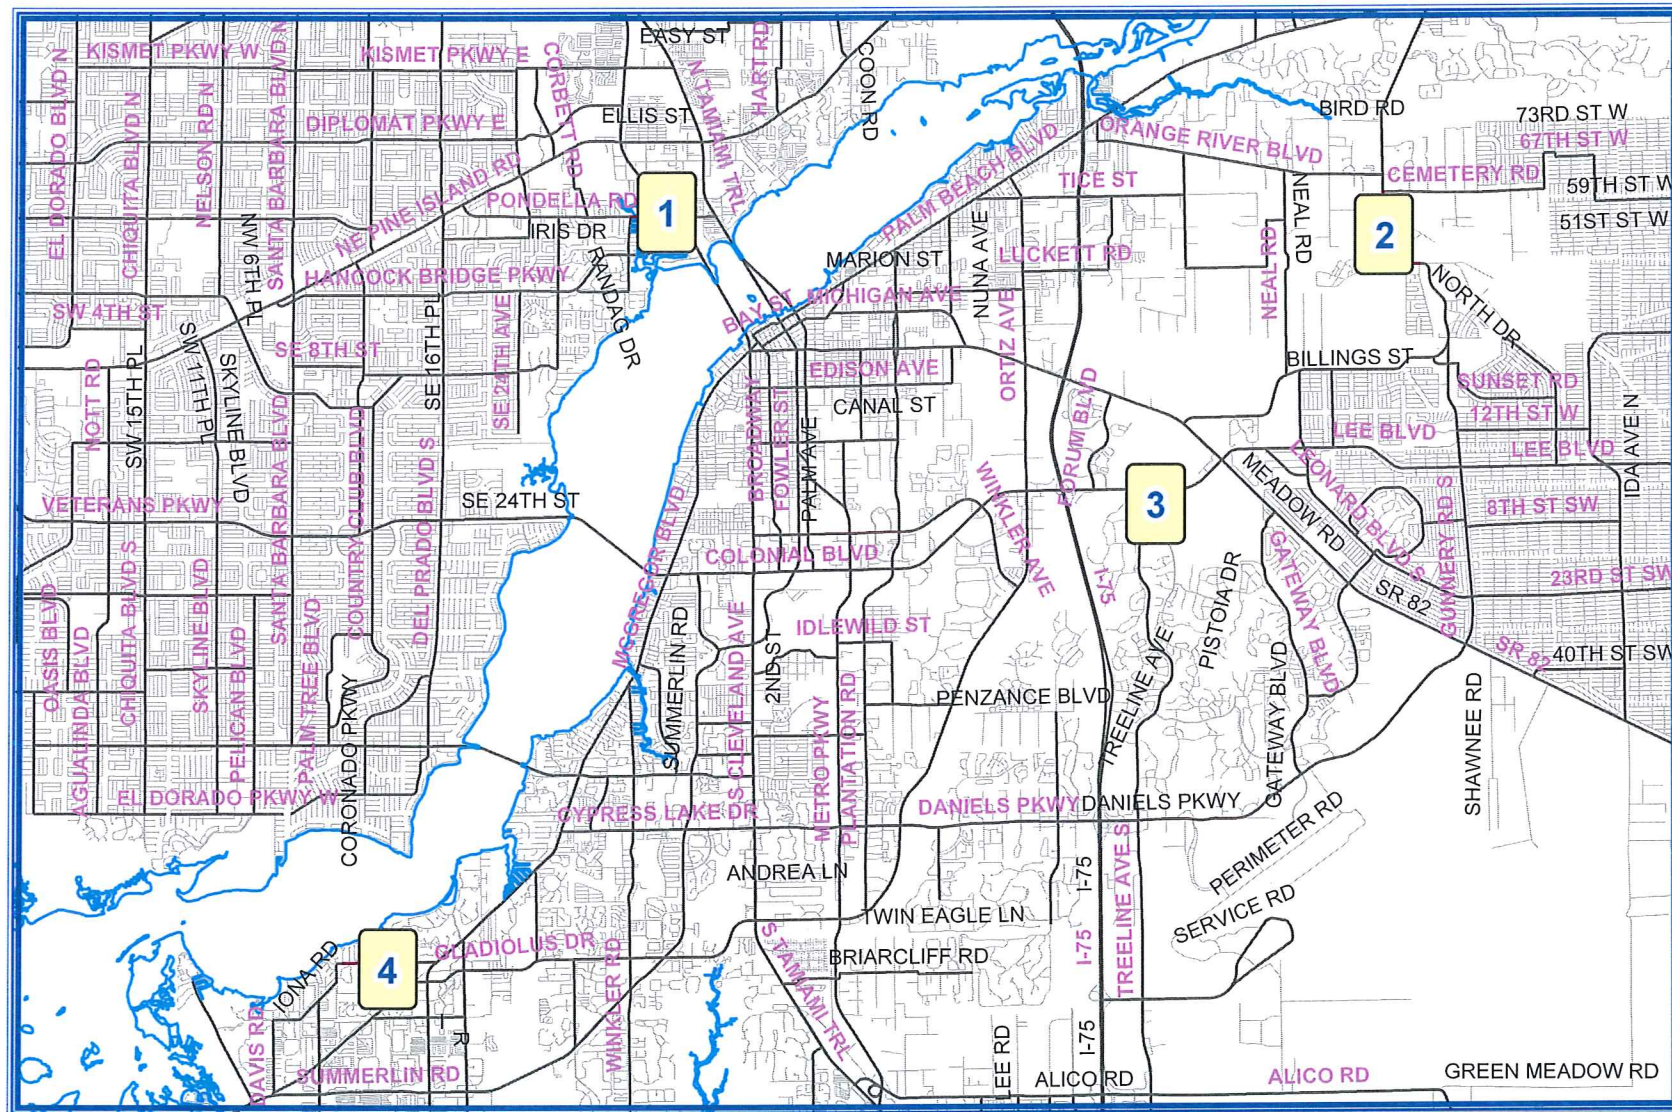 EASY ST
KISMET PKWY W
KISMET PKWY E
CORBETT RD
N TAMIAMI TRL
HART RD
COON RD
EL DORADO BLVD N
CHIQUITA BLVD N
NELSON RD N
SANTA BARBARA BLVD N
DIPLOMAT PKWY E
ELLIS ST
BIRD RD
73RD ST W
67TH ST W
ORANGE RIVER BLVD
CEMETERY RD
59TH ST W
51ST ST W
TICE ST
PALM BEACH BLVD
NE PINE ISLAND RD
PONDELLA RD
1
2
IRIS DR
RANDAG DR
NW 6TH PL
HANCOCK BRIDGE PKWY
MARION ST
NUNA AVE
LUCKETT RD
NEAL RD
NEAL RD
NORTH DR
SW 4TH ST
BAY ST
MICHIGAN AVE
ORTIZ AVE
SE 8TH ST
SE 16TH PL
SE 24TH AVE
MOTT RD
SW 15TH PL
SW 11TH PL
SKYLINE BLVD
EDISON AVE
BILLINGS ST
SUNSET RD
12TH ST W
CANAL ST
FORUM BLVD
LEE BLVD
LEE BLVD
IDA AVE N
SANTA BARBARA BLVD
COUNTRY CLUB BLVD
DEL PRADO BLVD S
BROADWAY
FOWLER ST
PALM AVE
WINKLER AVE
3
MEADOW RD
LEONARD BLVD S
GUNNERY RD S
8TH ST SW
VETERANS PKWY
SE 24TH ST
MCGREGOR BLVD
COLONIAL BLVD
I-75
PISTOIA DR
GATEWAY BLVD
23RD ST SW
SR 82
SR 82
40TH ST SW
OASIS BLVD
AGUALINDA BLVD
CHIQUITA BLVD S
SKYLINE BLVD
PELICAN BLVD
PALM TREE BLVD
CORONADO PKWY
SUMMERLIN RD
S CLEVELAND AVE
2ND ST
IDLEWILD ST
METRO PKWY
PLANTATION RD
PENZANCE BLVD
TREELINE AVE
GATEWAY BLVD
SHAWNEE RD
EL DORADO PKWY W
CYPRESS LAKE DR
DANIELS PKWY
DANIELS PKWY
PERIMETER RD
ANDREA LN
I-75
TREELINE AVE S
SERVICE RD
TWIN EAGLE LN
BRIARCLIFF RD
I-75
IONA RD
4
GLADIOLUS DR
WINKLER RD
S TAMIAMI TRL
DAVIS RD
SUMMERLIN RD
LEE RD
I-75
ALICO RD
ALICO RD
GREEN MEADOW RD